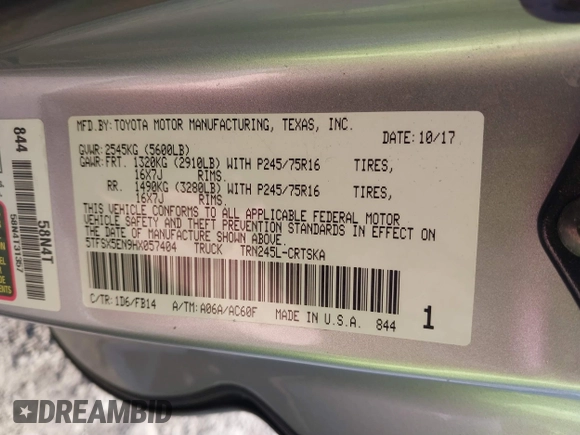 MFD.BY: TOYOTA MOTOR MANUFACTURING, TEXAS, INC.
DATE: 10/17
GVWR: 2545KG (5600LB)
GAWR: FRT. 1320KG (2910LB) WITH P245/75R16 TIRES,
16X7J RIMS.
RR. 1490KG (3280LB) WITH P245/75R16 TIRES,
16X7J RIMS.
THIS VEHICLE CONFORMS TO ALL APPLICABLE FEDERAL MOTOR
VEHICLE SAFETY AND THEFT PREVENTION STANDARDS IN EFFECT ON
THE DATE OF MANUFACTURE SHOWN ABOVE.
5TFSX5EN9HX057404 TRUCK TRN245L-CRTSKA
C/TR: 1D6/FB14 A/TM: A06A/AC60F MADE IN U.S.A. 844
1
844
58N4T
DREAMBID